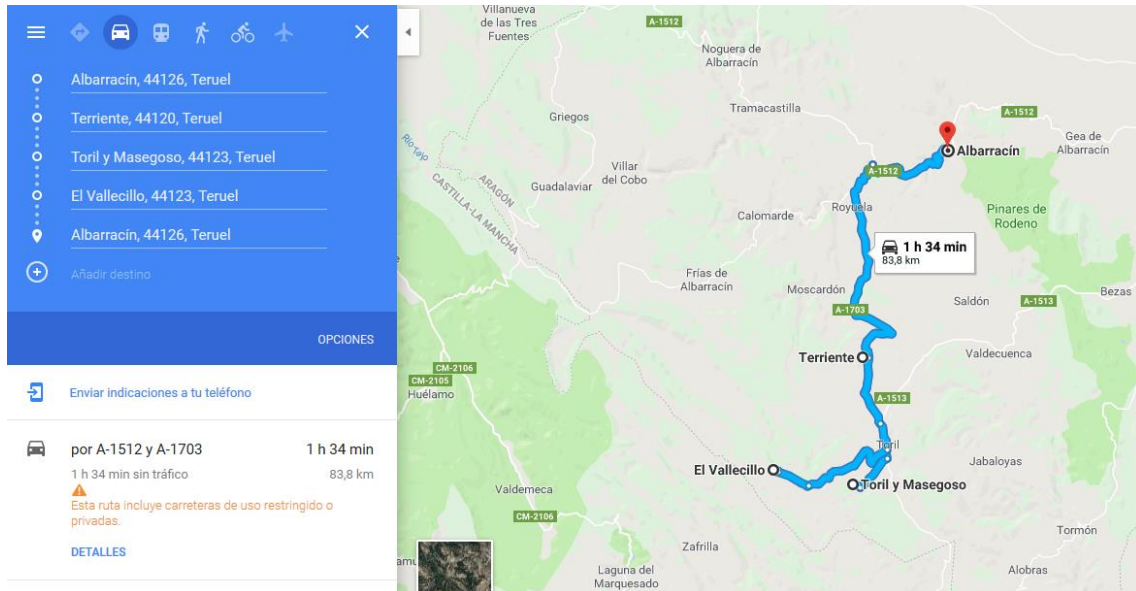 Albarracín, 44126, Teruel
Terriente, 44120, Teruel
Toril y Masegoso, 44123, Teruel
El Vallecillo, 44123, Teruel
Albarracín, 44126, Teruel
Añadir destino
OPCIONES
Enviar indicaciones a tu teléfono
por A-1512 y A-1703
1 h 34 min
1 h 34 min sin tráfico
83,8 km
Esta ruta incluye carreteras de uso restringido o
privadas.
DETALLES
Villanueva
de las Tres
Fuentes
A-1512
Noguera de
Albarracín
Tramacastilla
Griegos
A-1512
Gea de
Albarracín
Albarracín
Río Tajo
ARAGÓN
CASTILLA-LA MANCHA
Villar
del Cobo
Guadalaviar
A-1512
Royuela
Calomarde
Pinares de
Rodeno
1 h 34 min
83,8 km
Frías de
Albarracín
Moscardón
Saldón
A-1513
Bezas
A-1703
Terriente
Valdecuenca
CM-2106
CM-2105
Huélamo
A-1513
Toril
Jabaloyas
El Vallecillo
Toril y Masegoso
Valdemeca
CM-2106
Tormón
Zafrilla
Laguna del
Marquesado
Alobras